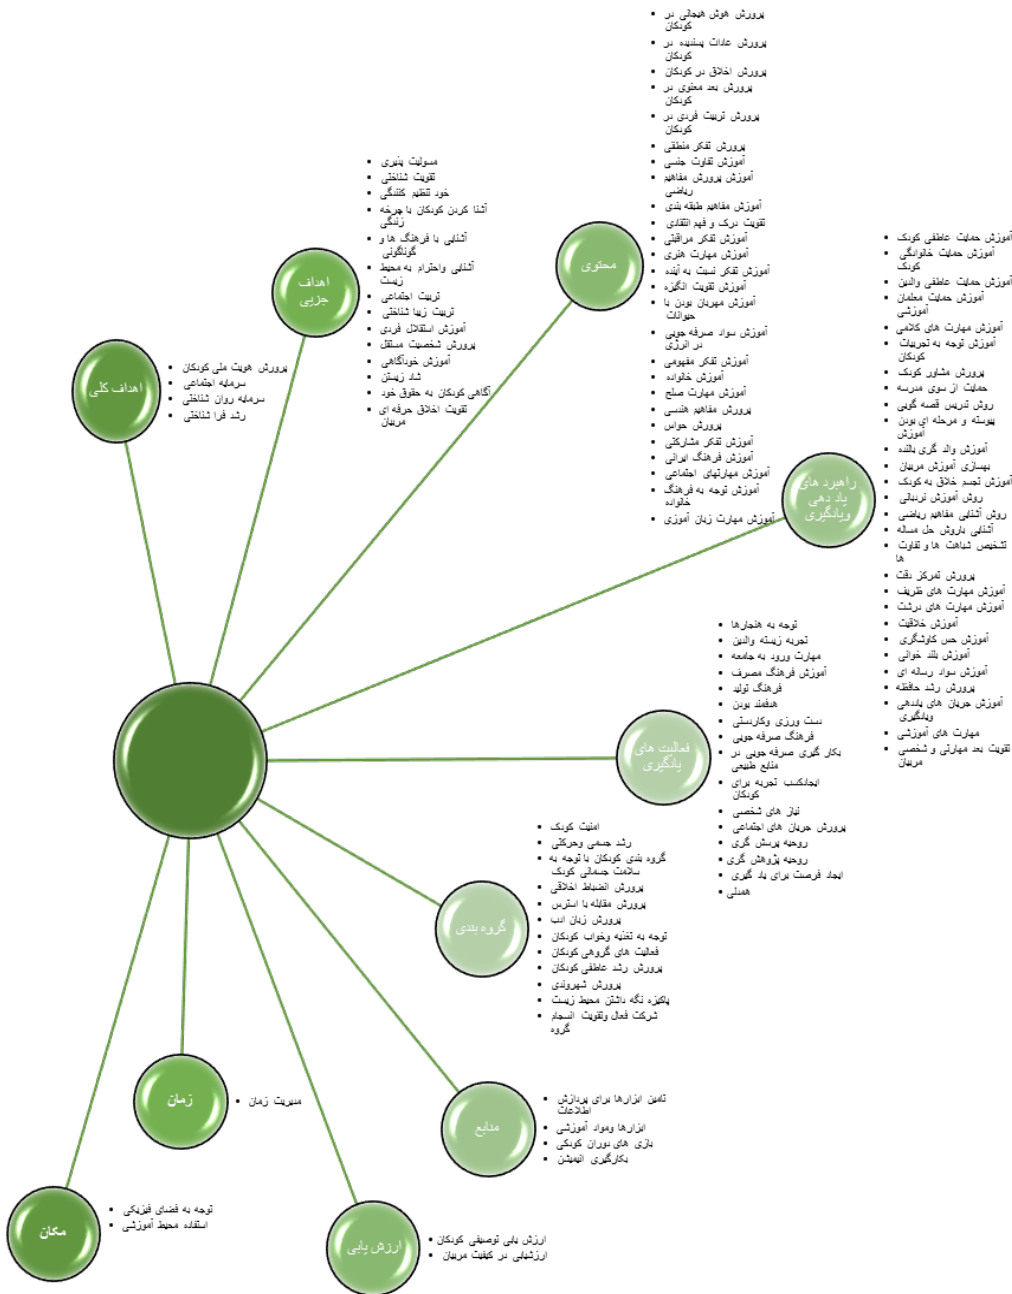 پرورش هوش هیجانی در
کودکان
پرورش عادات پسندیده در
کودکان
پرورش اخلاق در کودکان
پرورش بعد معنوی در
کودکان
پرورش تربیت فردی در
کودکان
پرورش تفکر منطقی
آموزش تفاوت جنسی
آموزش پرورش مفاهیم
ریاضی
آموزش مفاهیم طبقه بندی
تقویت درک و فهم انتقادی
آموزش تفکر مراقبتی
آموزش مهارت هنری
آموزش تفکر نسبت به آینده
آموزش تقویت انگیزه
آموزش مهربان بودن با
حیوانات
آموزش سواد صرفه جویی
در انرژی
آموزش تفکر مفهومی
آموزش خانواده
آموزش مهارت صلح
پرورش مفاهیم هندسی
پرورش حواس
آموزش تفکر مشارکتی
آموزش فرهنگ ایرانی
آموزش مهارتهای اجتماعی
آموزش توجه به فرهنگ
خانواده
آموزش مهارت زبان آموزی
محتوی
مسولیت پذیری
تقویت شناختی
خود تنظیم کنندگی
آشنا کردن کودکان با چرخه
زندگی
آشنایی با فرهنگ ها و
گوناگونی
آشنایی واحترام به محیط
زیست
تربیت اجتماعی
تربیت زیبا شناختی
آموزش استقلال فردی
پرورش شخصیت مستقل
آموزش خودآگاهی
شاد زیستن
آگاهی کودکان به حقوق خود
تقویت اخلاق حرفه ای
مربیان
اهداف
جزیی
پرورش هویت ملی کودکان
سرمایه اجتماعی
سرمایه روان شناختی
رشد فرا شناختی
اهداف کلی
آموزش حمایت عاطفی کودک
آموزش حمایت خانوادگی
کودک
آموزش حمایت عاطفی والدین
آموزش حمایت معلمان
آموزشی
آموزش مهارت های کلامی
آموزش توجه به تجربیات
کودکان
پرورش مشاور کودک
حمایت از سوی مدرسه
روش تدریس قصه گویی
پیوسته و مرحله ای بودن
آموزش
آموزش والد گری بالنده
بهسازی آموزش مربیان
آموزش تجسم خلاق به کودک
روش آموزش نردبانی
روش آشنایی مفاهیم ریاضی
آشنایی باروش حل مساله
تشخیص شباهت ها و تفاوت
ها
پرورش تمرکز دقت
آموزش مهارت های ظریف
آموزش مهارت های درشت
آموزش خلاقیت
آموزش حس کاوشگری
آموزش بلند خوانی
آموزش سواد رسانه ای
پرورش رشد حافظه
آموزش جریان های یاددهی
ویادگیری
مهارت های آموزشی
تقویت بعد مهارتی و شخصی
مربیان
راهبرد های
یاد دهی
ویادگیری
توجه به هنجارها
تجربه زیسته والدین
مهارت ورود به جامعه
آموزش فرهنگ مصرف
فرهنگ تولید
هدفمند بودن
دست ورزی وکاردستی
فرهنگ صرفه جویی
بکار گیری صرفه جویی در
منابع طبیعی
ایجادکسب تجربه برای
کودکان
نیاز های شخصی
پرورش جریان های اجتماعی
روحیه پرسش گری
روحیه پژوهش گری
ایجاد فرصت برای یاد گیری
همدلی
فعالیت های
یادگیری
امنیت کودک
رشد جسمی وحرکتی
گروه بندی کودکان با توجه به
سلامت جسمانی کودک
پرورش انضباط اخلاقی
پرورش مقابله با استرس
پرورش زبان ادب
توجه به تغذیه وخواب کودکان
فعالیت های گروهی کودکان
پرورش رشد عاطفی کودکان
پرورش شهروندی
پاکیزه نگه داشتن محیط زیست
شرکت فعال وتقویت انسجام
گروه
گروه بندی
تامین ابزارها برای پردازش
اطلاعات
ابزارها ومواد آموزشی
بازی های دوران کودکی
بکارگیری انیمیشن
منابع
مدیریت زمان
زمان
توجه به فضای فیزیکی
استفاده محیط آموزشی
مکان
ارزش یابی توصیفی کودکان
ارزشیابی در کیفیت مربیان
ارزش یابی